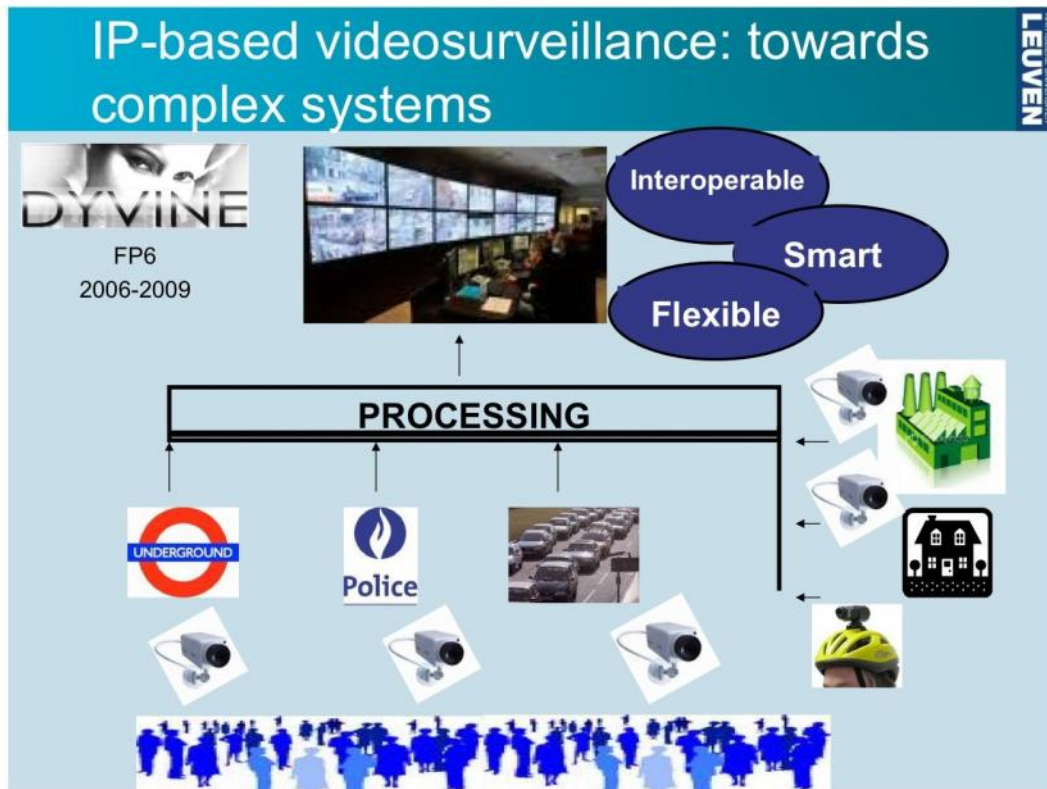 IP-based videosurveillance: towards
complex systems
LEUVEN
DYVINE
FP6
2006-2009
Interoperable
Smart
Flexible
PROCESSING
UNDERGROUND
Police